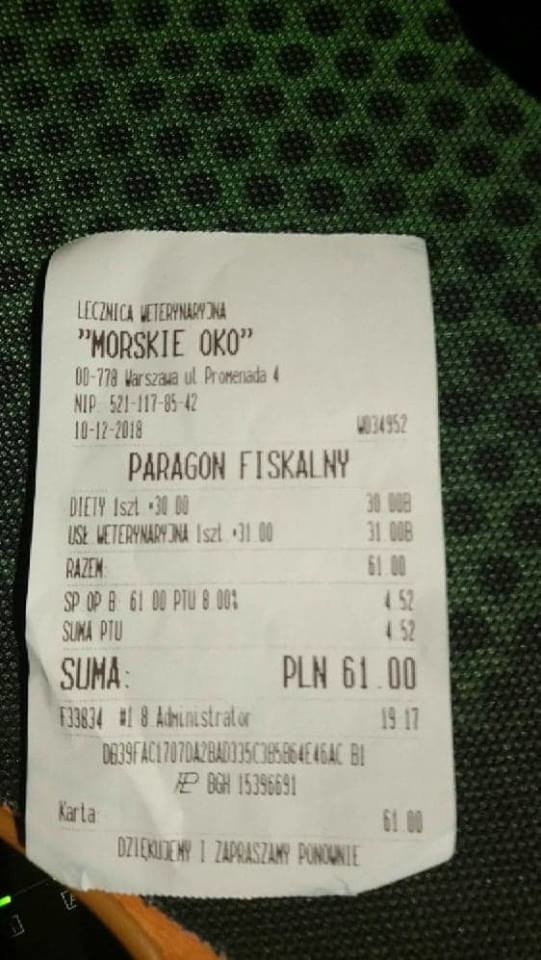 LECZNICA WETERYNARYJNA
"MORSKIE OKO"
00-778 Warszawa ul Promenada 4
NIP: 521-117-85-42
10-12-2018 W034952
PARAGON FISKALNY
DIETY 1szt *30.00 30.00B
USŁ WETERYNARYJNA 1szt *31.00 31.00B
RAZEM: 61.00
SP OP B: 61.00 PTU 8.00% 4.52
SUMA PTU 4.52
SUMA: PLN 61.00
F33834 #1 8 Administrator 19:17
DB39FAC1707DA2BAD335C3B5B64E46AC B1
BGH 15396691
Karta: 61.00
DZIĘKUJEMY I ZAPRASZAMY PONOWNIE